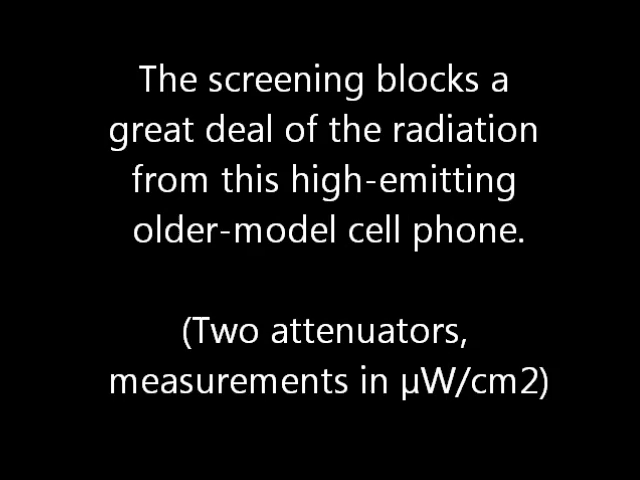 The screening blocks a
great deal of the radiation
from this high-emitting
older-model cell phone.
(Two attenuators,
measurements in µW/cm2)